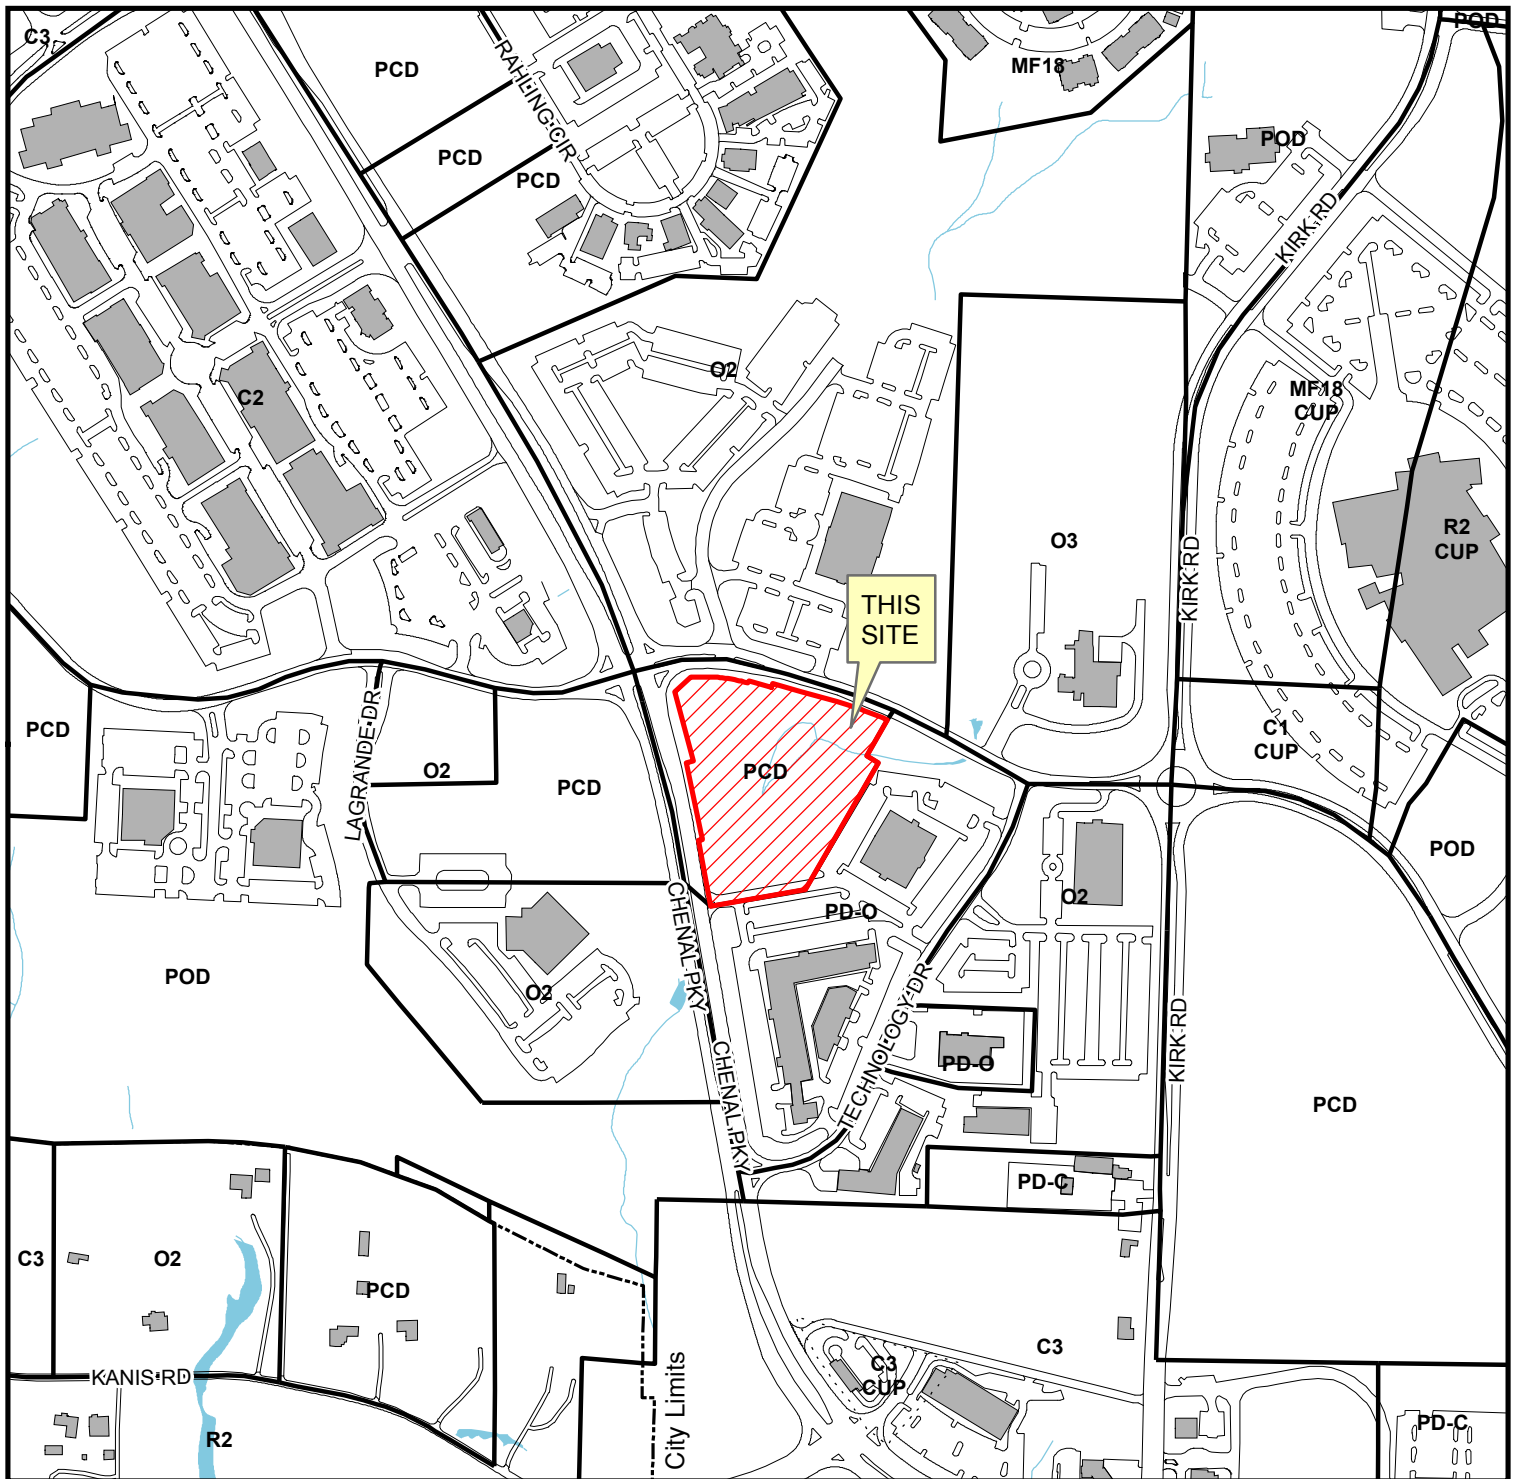 C3
RAHLING CIR
PCD
MF18
POD
POD
PCD
PCD
KIRK RD
O2
C2
MF18
CUP
O3
R2
CUP
KIRK RD
THIS
SITE
PCD
LAGRANDE DR
O2
PCD
PCD
C1
CUP
POD
CHENAL PKY
PD-O
O2
POD
O2
TECHNOLOGY DR
KIRK RD
CHENAL PKY
PD-O
PCD
PD-C
C3
O2
PCD
C3
C3
CUP
KANIS RD
City Limits
R2
PD-C